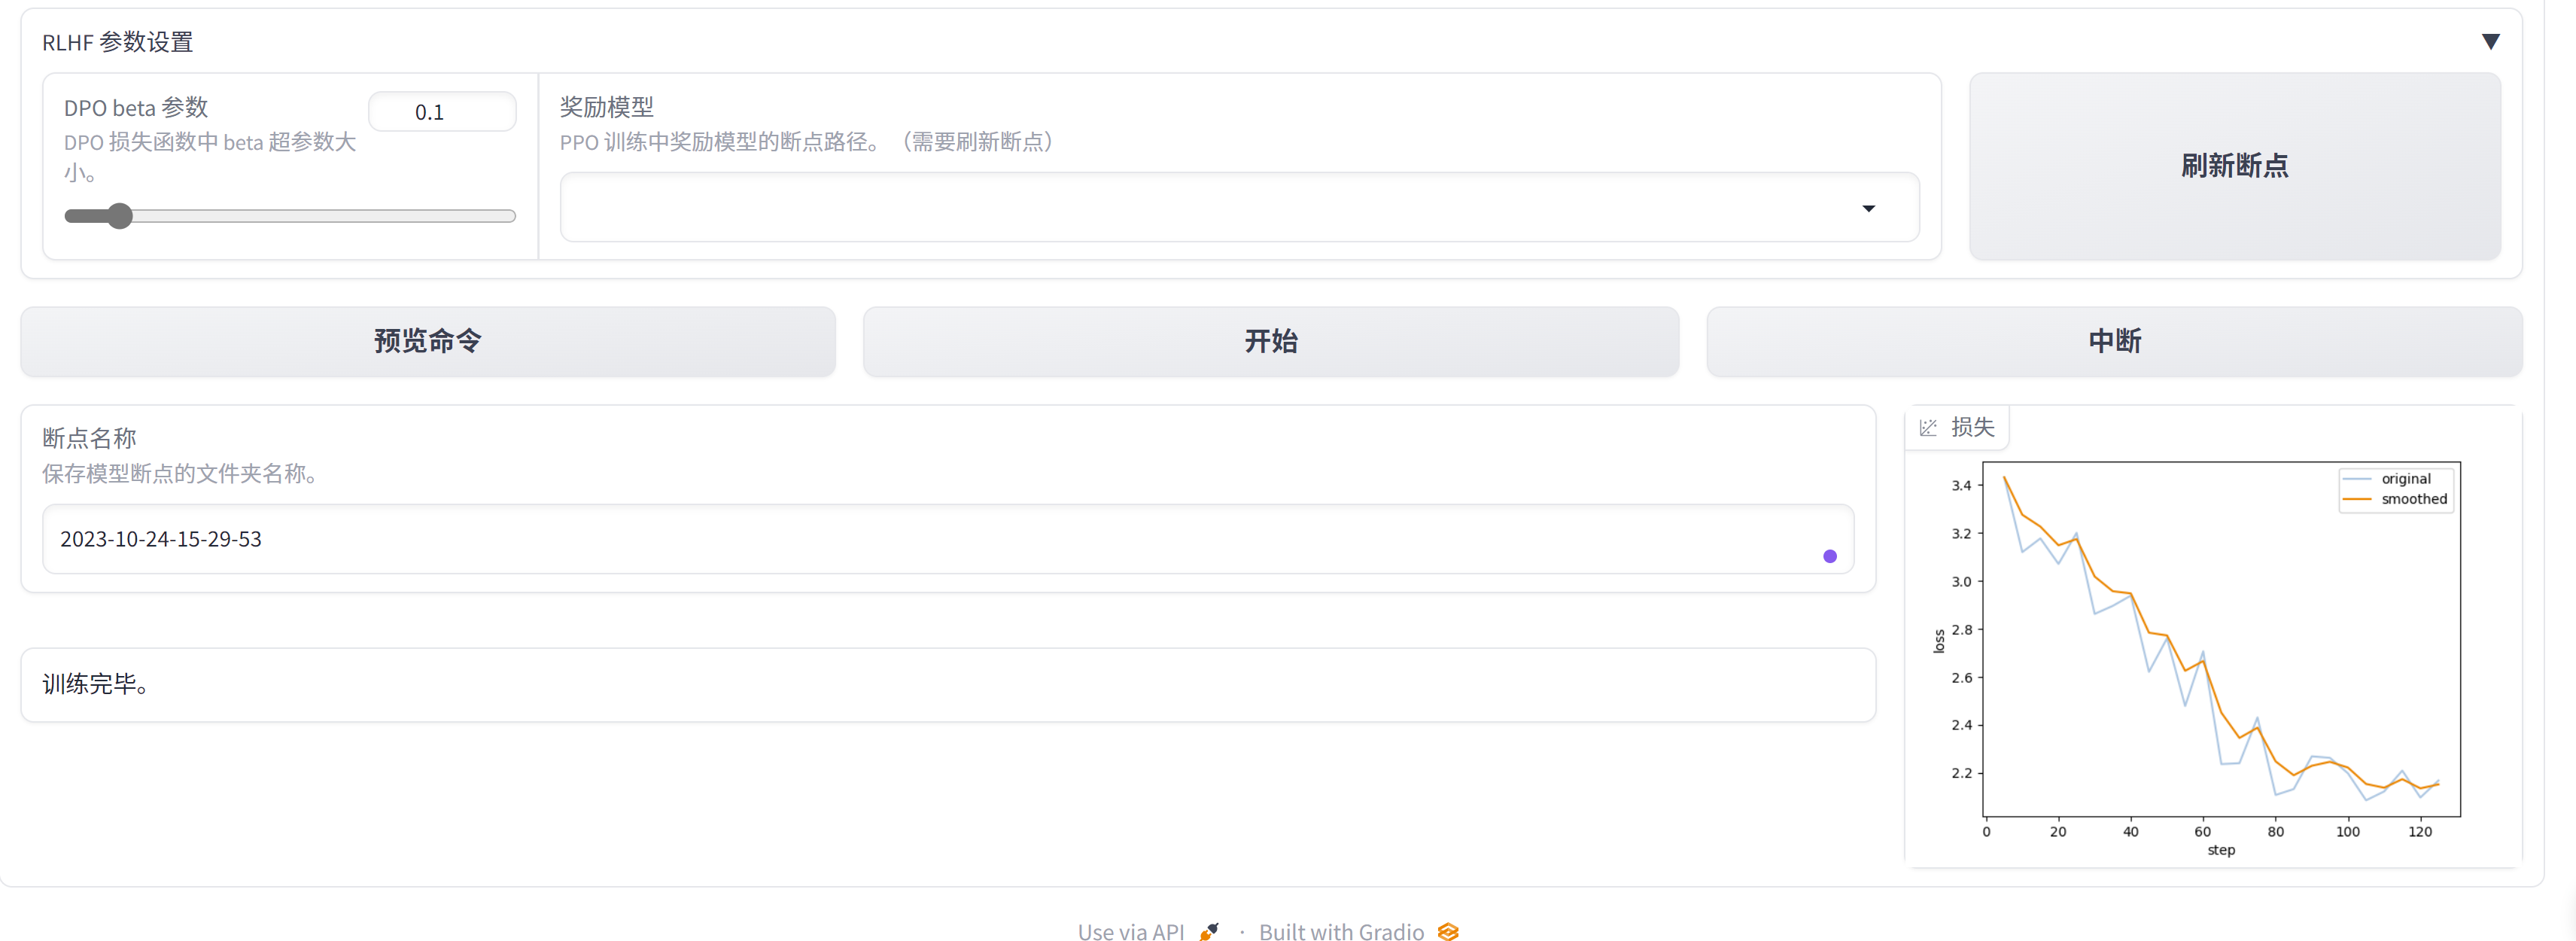 RLHF 参数设置
▼
DPO beta 参数
0.1
DPO 损失函数中 beta 超参数大
小。
奖励模型
PPO 训练中奖励模型的断点路径。（需要刷新断点）
刷新断点
预览命令
开始
中断
断点名称
保存模型断点的文件夹名称。
2023-10-24-15-29-53
训练完毕。
损失
original
smoothed
3.4
3.2
3.0
2.8
2.6
2.4
2.2
loss
0 20 40 60 80 100 120
step
Use via API · Built with Gradio